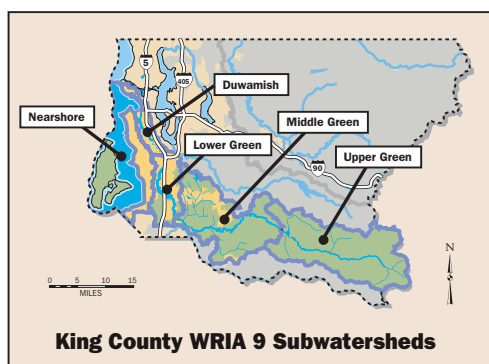 5
405
Duwamish
Nearshore
Middle Green
Lower Green
Upper Green
90
N
0 5 10 15
MILES
King County WRIA 9 Subwatersheds